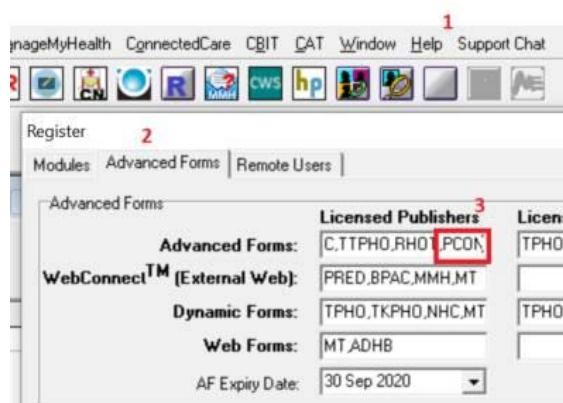 1
nageMyHealth ConnectedCare CBIT CAT Window Help Support Chat
R CN R MMH ? CWS hp
Register
2
Modules Advanced Forms Remote Users
Advanced Forms
3
Licensed Publishers Licen
Advanced Forms: C,TTPHO,RHOT,PCON, TPHO
WebConnect™ (External Web): PRED,BPAC,MMH,MT
Dynamic Forms: TPHO,TKPHO,NHC,MT TPHO
Web Forms: MT,ADHB
AF Expiry Date: 30 Sep 2020